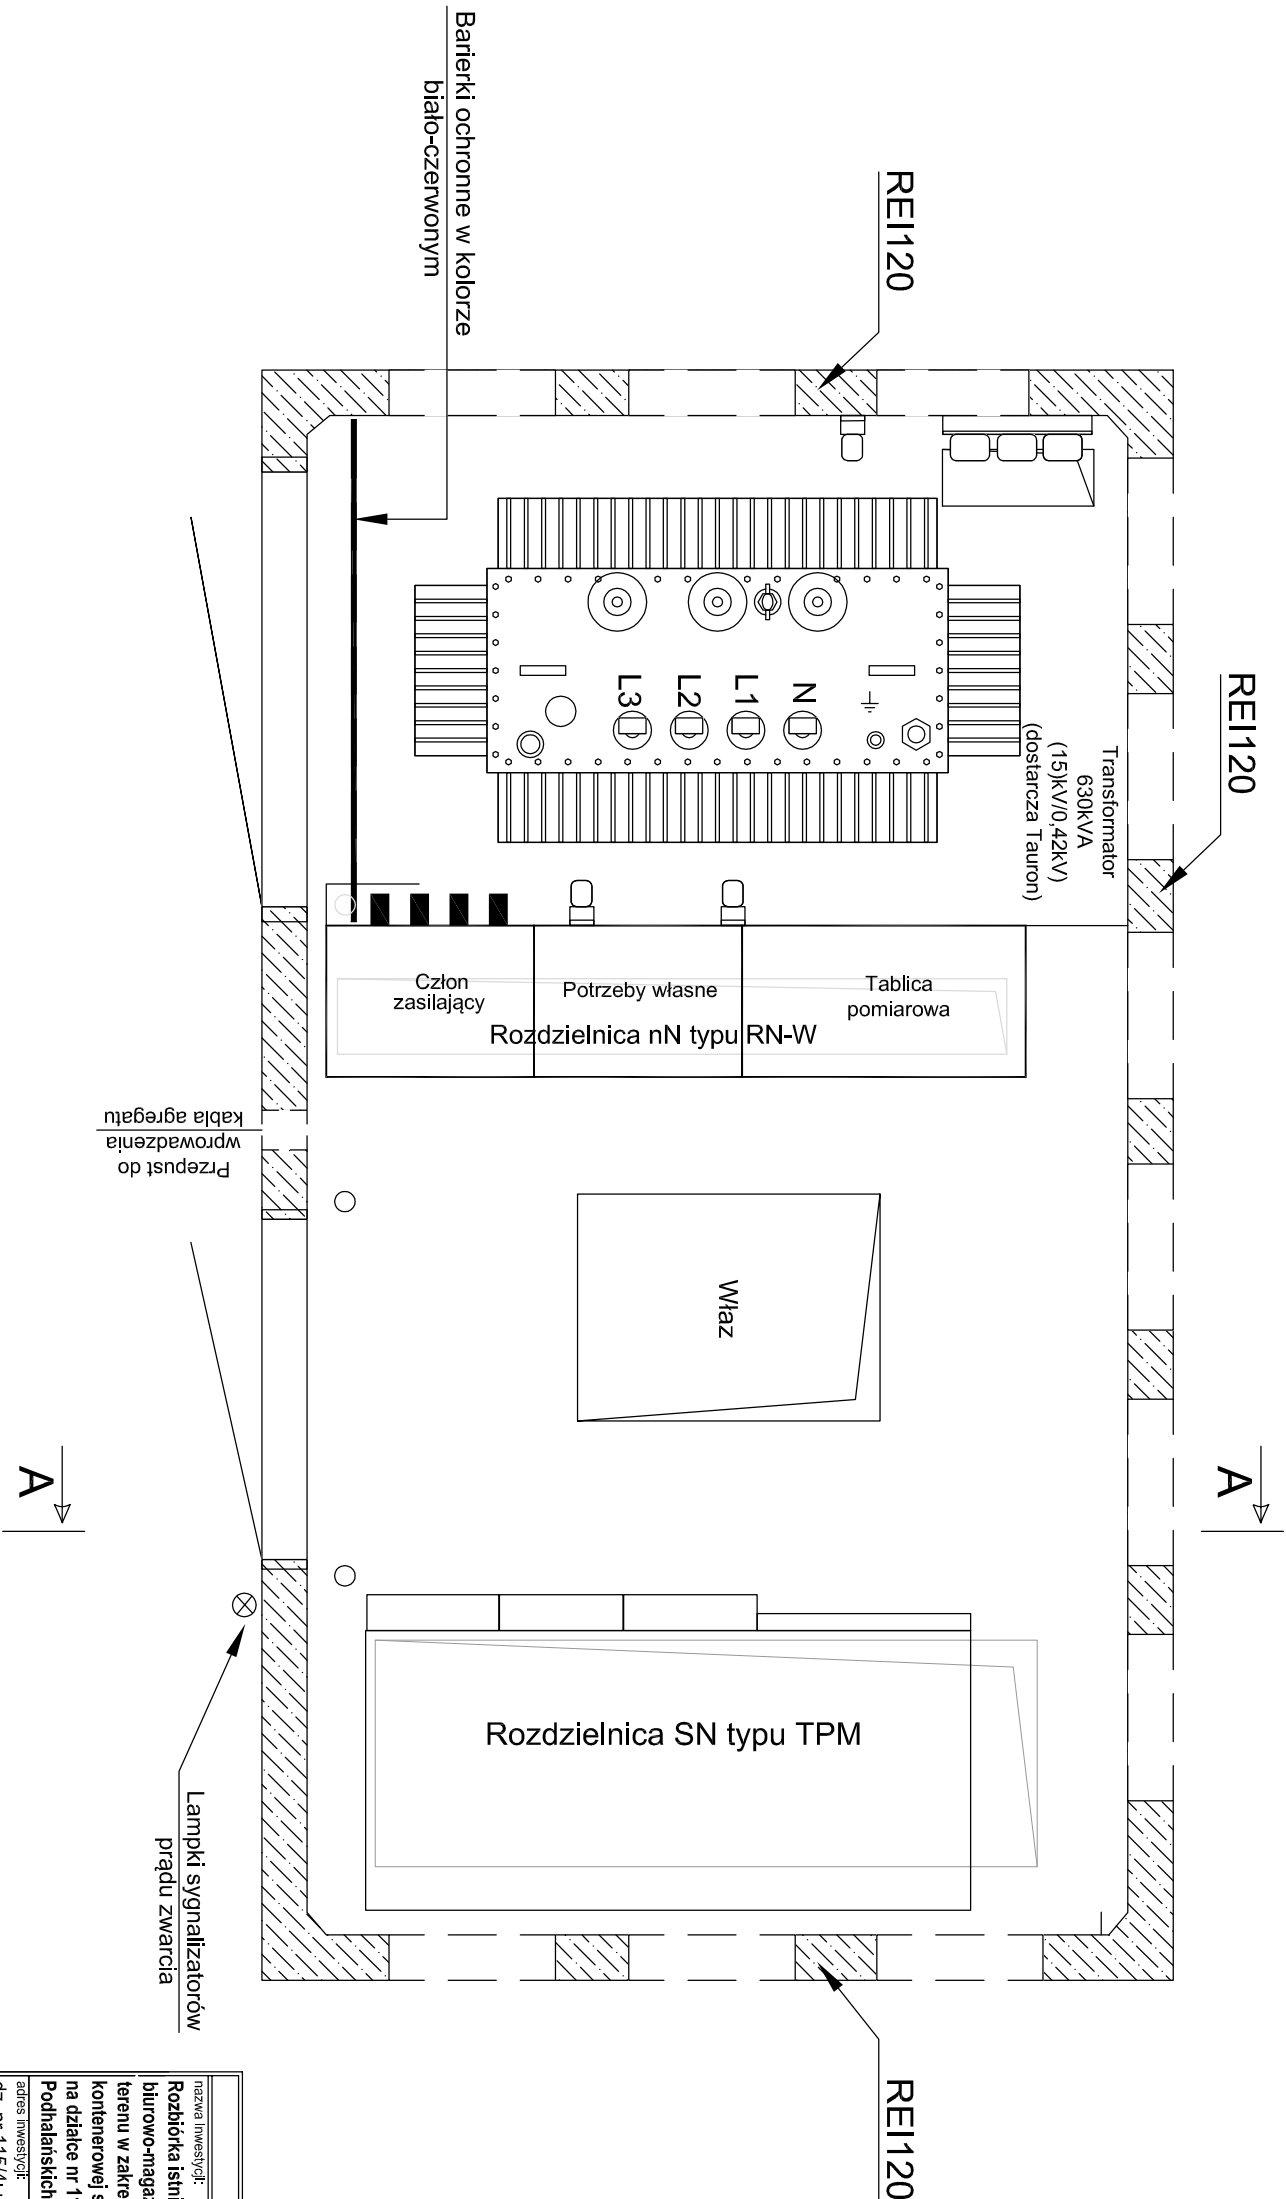 Barierki ochronne w kolorze
biało-czerwonym
REI120
REI120
Transformator
630kVA
(15)kV/0,42kV)
(dostarcza Tauron)
N
L1
L2
L3
Człon
zasilający
Potrzeby własne
Tablica
pomiarowa
Rozdzielnica nN typu RN-W
Przepust do
wprowadzenia
kabla agregatu
Właz
A
A
Rozdzielnica SN typu TPM
Lampki sygnalizatorów
prądu zwarcia
REI120
nazwa inwestycji:
Rozbiórka istni
biurowo-magaz
terenu w zakre
kontenerowej s
na działce nr 1
Podhalańskich
adres inwestycji: